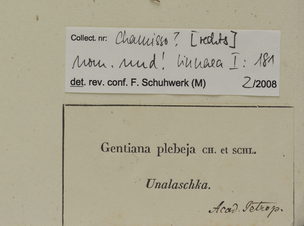 Collect. nr: Chamisso? [rechts]
nom. nud! Linnaea I: 181
det. rev. conf. F. Schuhwerk (M) 2/2008
Gentiana plebeja CH. et SCHL.
Unalaschka.
Acad. Petrop.